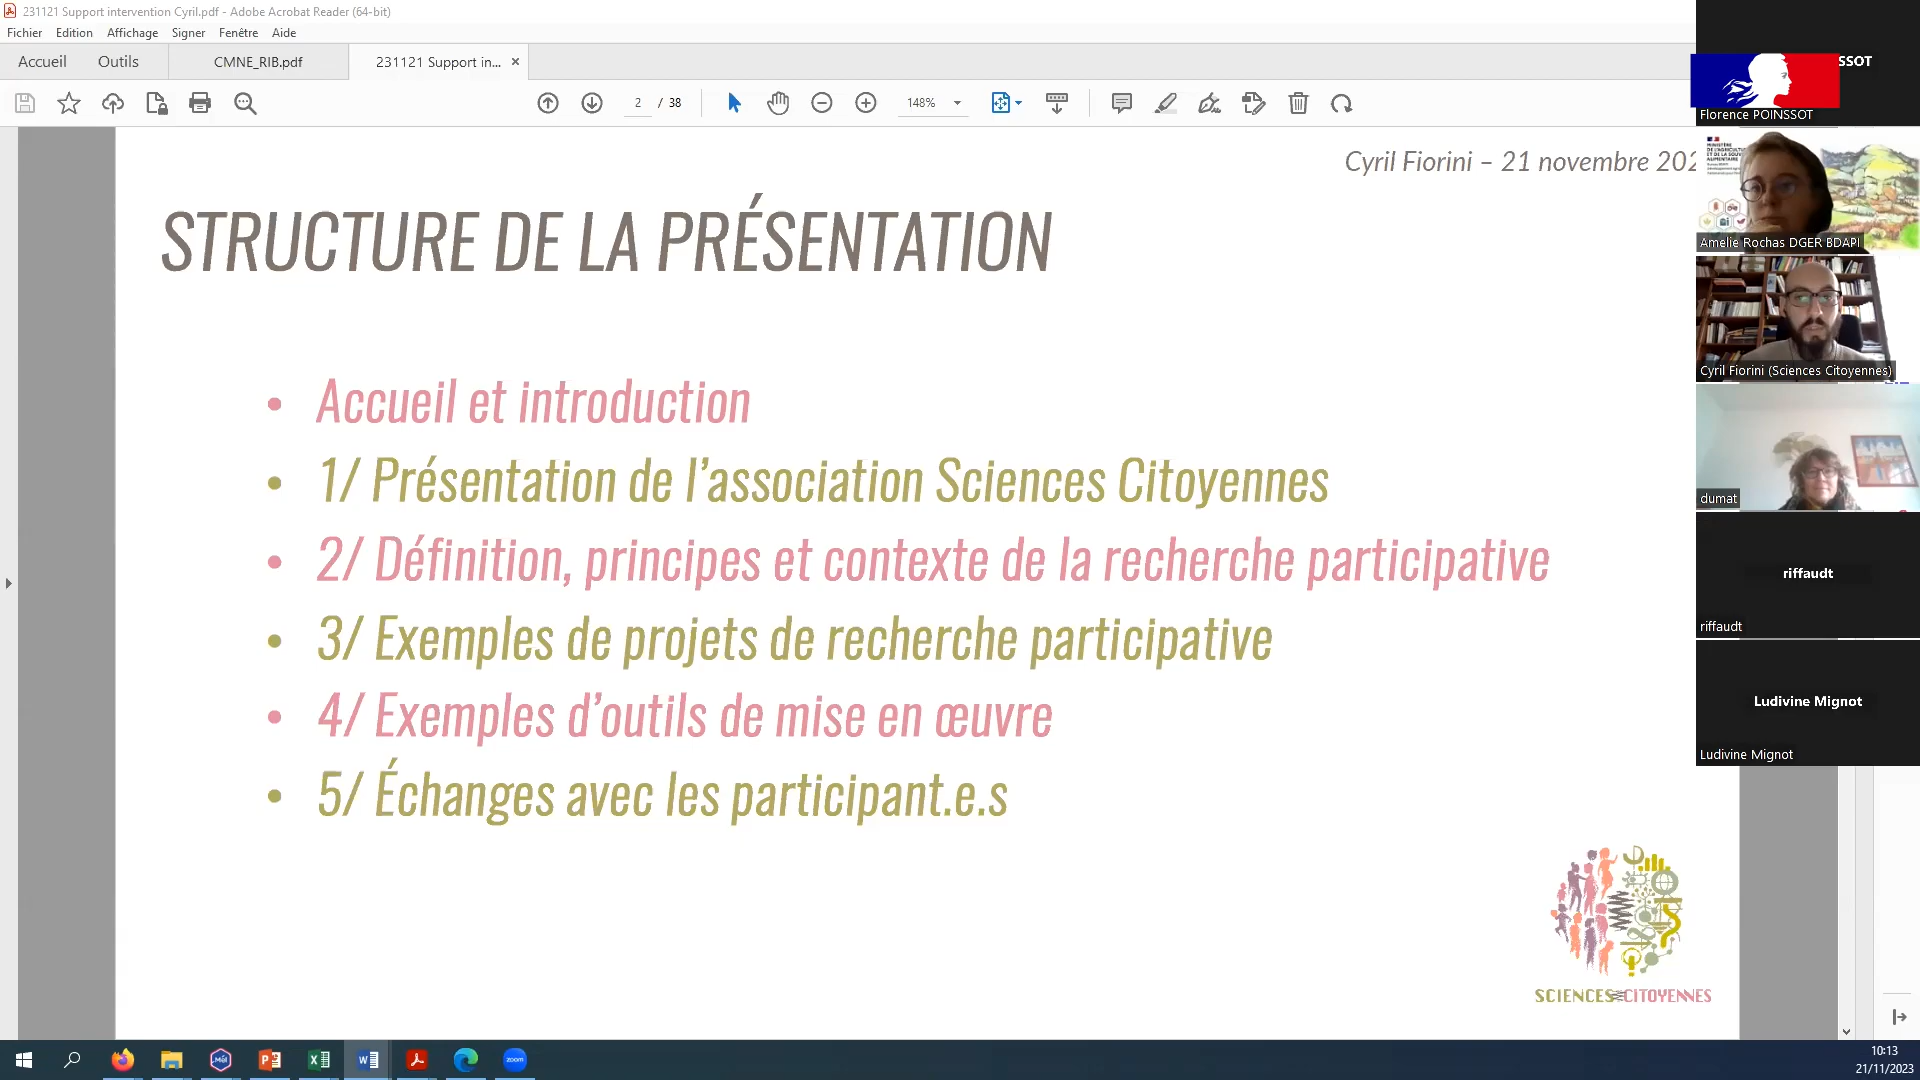 231121 Support intervention Cyril.pdf - Adobe Acrobat Reader (64-bit)
Fichier Edition Affichage Signer Fenêtre Aide
Accueil Outils CMNE_RIB.pdf 231121 Support in... ×
2 / 38 148%
Cyril Fiorini – 21 novembre 202
STRUCTURE DE LA PRÉSENTATION
• Accueil et introduction
• 1/ Présentation de l’association Sciences Citoyennes
• 2/ Définition, principes et contexte de la recherche participative
• 3/ Exemples de projets de recherche participative
• 4/ Exemples d’outils de mise en œuvre
• 5/ Échanges avec les participant.e.s
SCIENCES CITOYENNES
SSOT
Florence POINSSOT
Amelie Rochas DGER BDAPI
Cyril Fiorini (Sciences Citoyennes)
dumat
riffaudt
riffaudt
Ludivine Mignot
Ludivine Mignot
zoom
10:13
21/11/2023